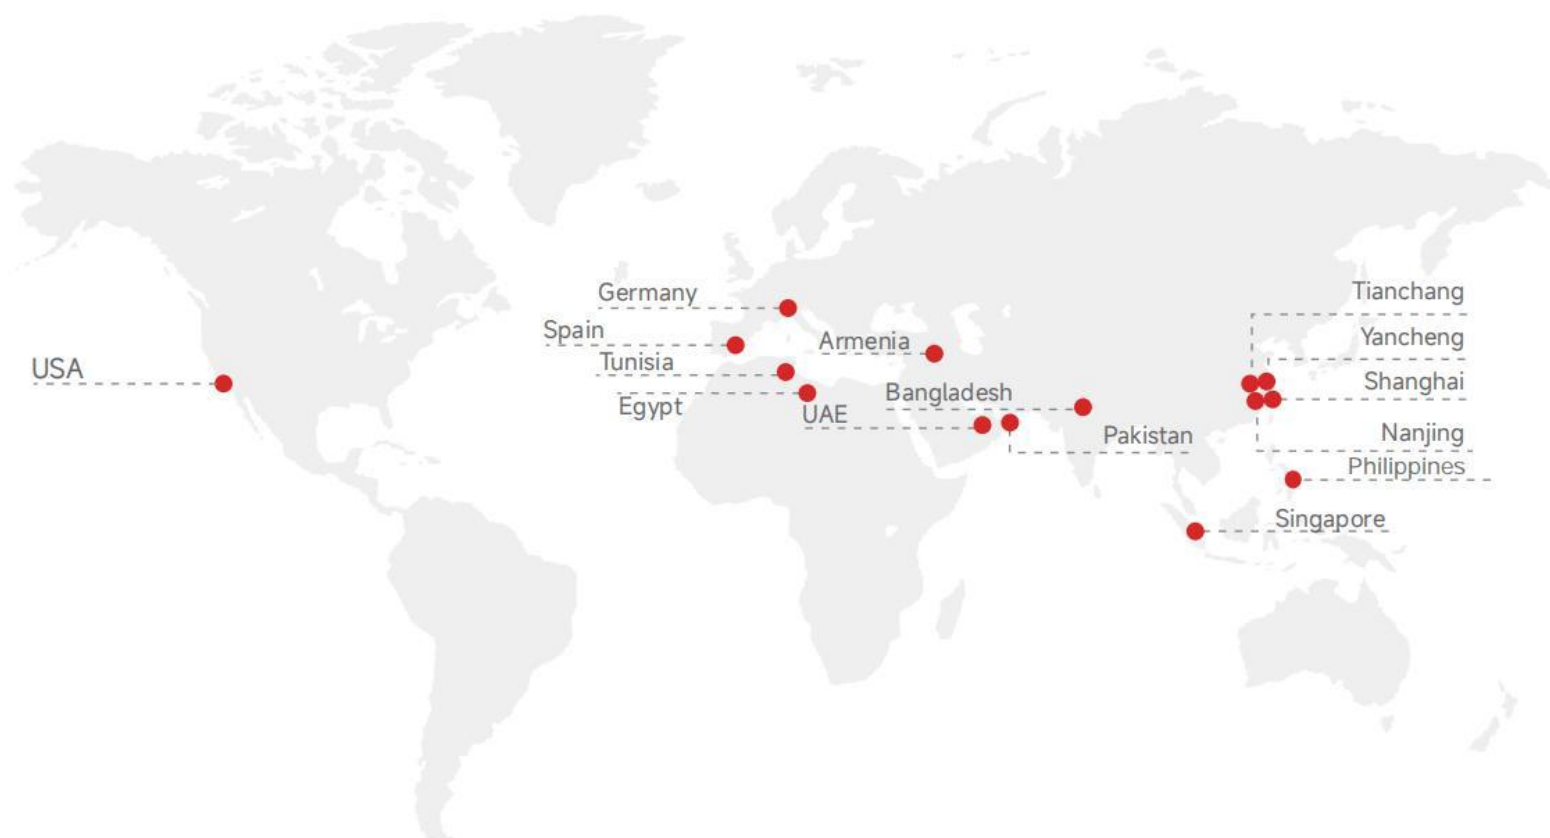 Tianchang
Germany
Spain
Yancheng
Armenia
Tunisia
USA
Shanghai
Bangladesh
Egypt
UAE
Pakistan
Nanjing
Philippines
Singapore